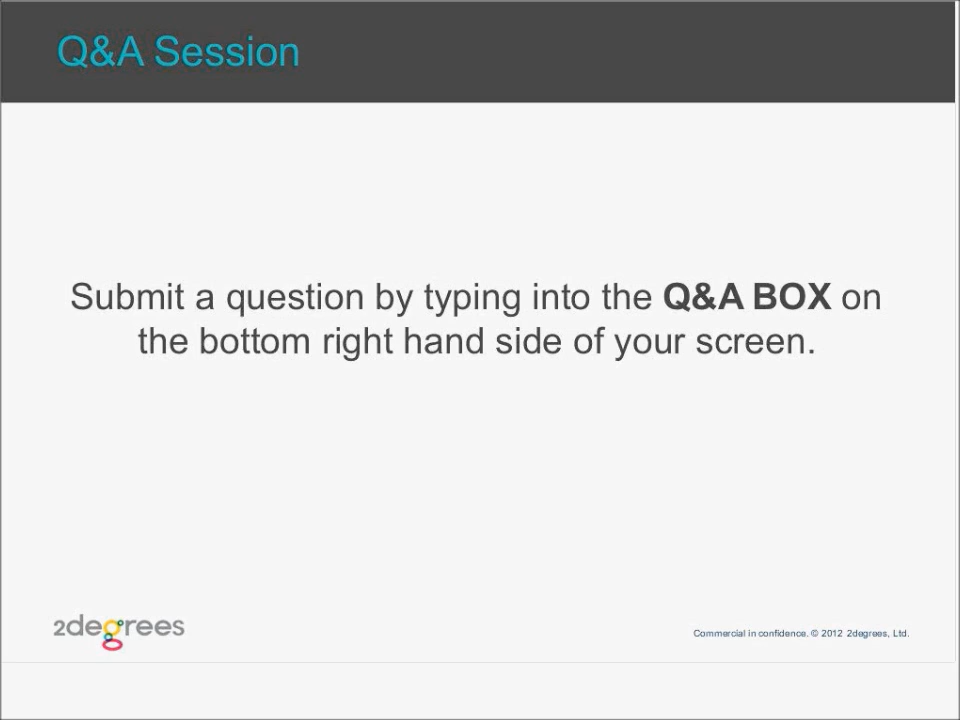 Q&A Session
Submit a question by typing into the Q&A BOX on
the bottom right hand side of your screen.
2degrees
Commercial in confidence. © 2012 2degrees, Ltd.